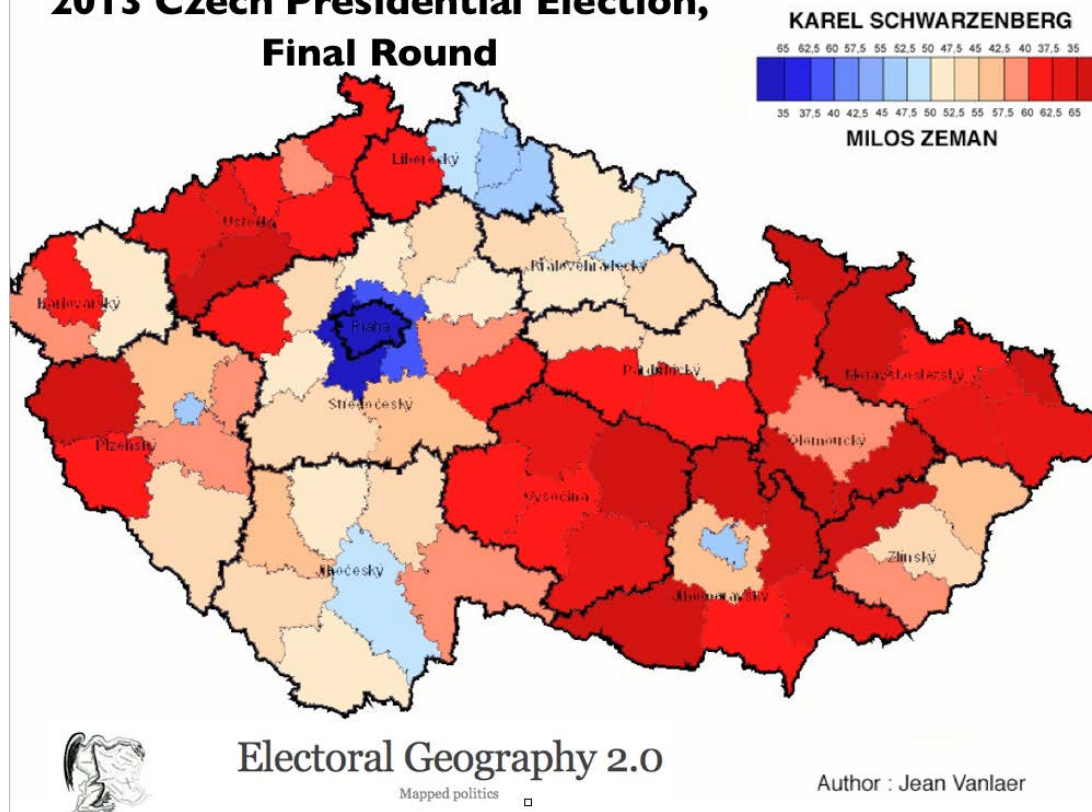 2013 Czech Presidential Election,
Final Round
KAREL SCHWARZENBERG
65 62,5 60 57,5 55 52,5 50 47,5 45 42,5 40 37,5 35
35 37,5 40 42,5 45 47,5 50 52,5 55 57,5 60 62,5 65
MILOS ZEMAN
Liberecký
Ústecký
Karlovarský
Královéhradecký
Praha
Pardubický
Moravskoslezský
Středočeský
Plzeňský
Olomoucký
Vysočina
Zlínský
Jihočeský
Jihomoravský
Electoral Geography 2.0
Mapped politics
Author : Jean Vanlaer